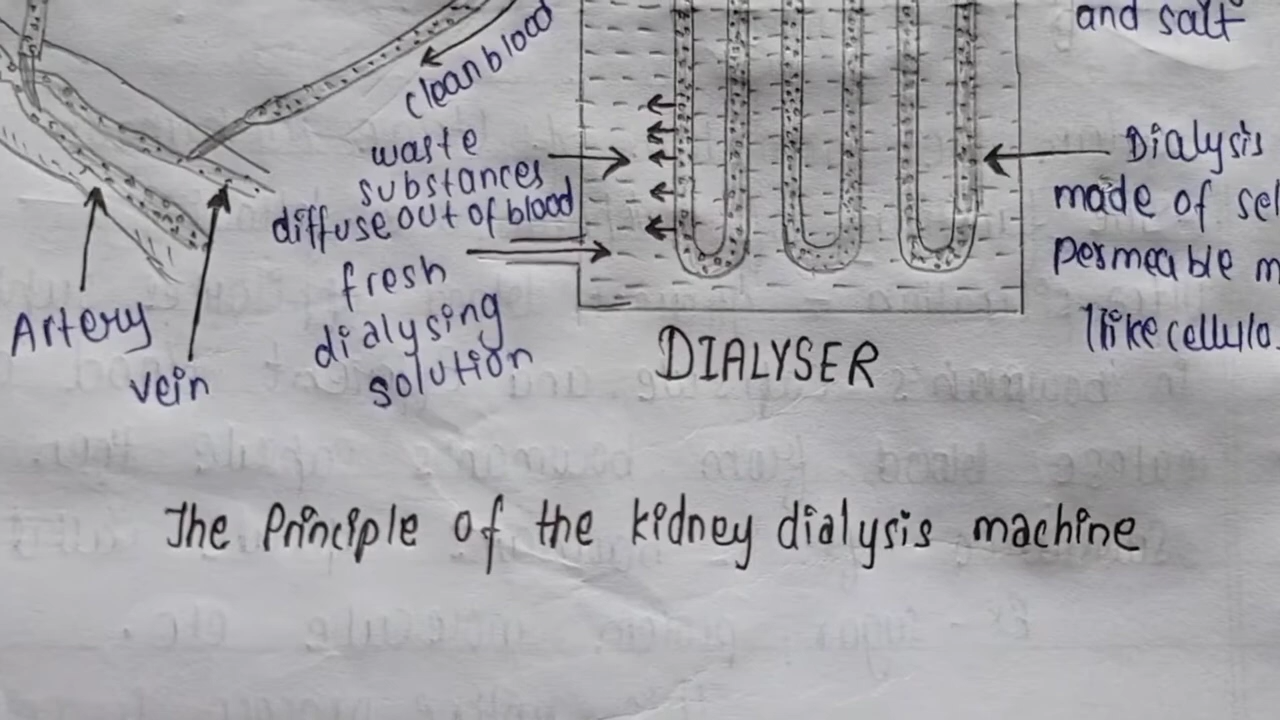 and salt
clean blood
waste
substances
diffuse out of blood
Dialysis
made of
permeable
like
fresh
dialysing
solution
Artery
vein
DIALYSER
The Principle of the kidney dialysis machine